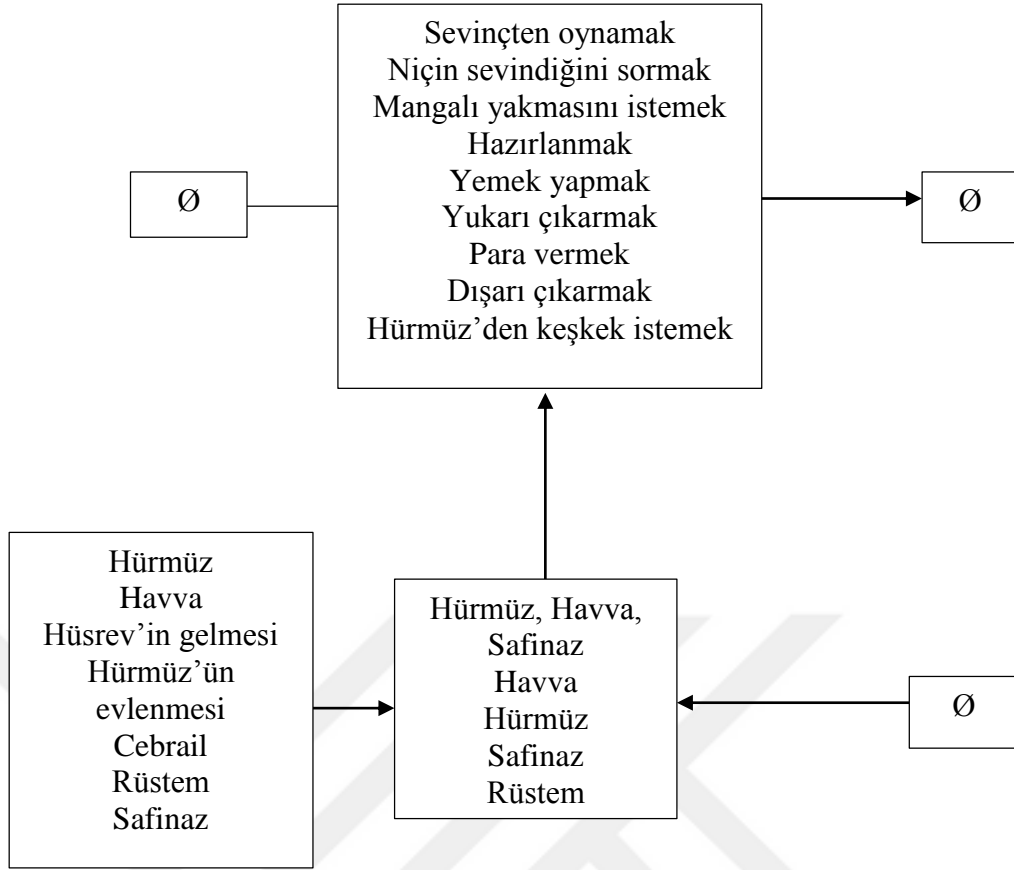 Sevinçten oynamak
Niçin sevindiğini sormak
Mangalı yakmasını istemek
Hazırlanmak
Yemek yapmak
Yukarı çıkarmak
Para vermek
Dışarı çıkarmak
Hürmüz’den keşkek istemek
Ø
Ø
Hürmüz
Havva
Hüsrev’in gelmesi
Hürmüz’ün
evlenmesi
Cebrail
Rüstem
Safinaz
Hürmüz, Havva,
Safinaz
Havva
Hürmüz
Safinaz
Rüstem
Ø